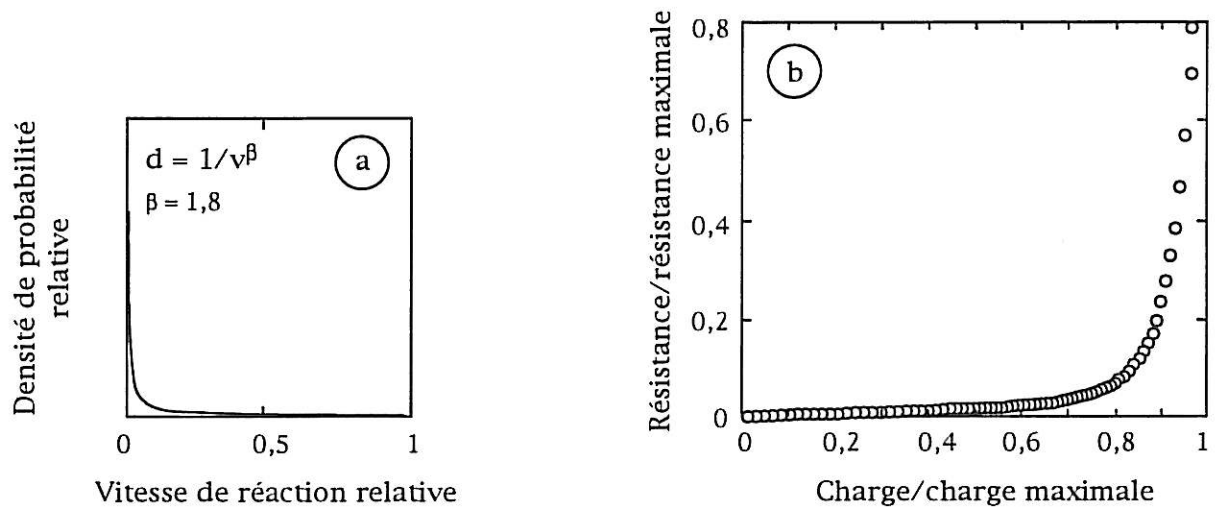 Densité de probabilité
relative
d = 1/vβ
β = 1,8
a
0
0,5
1
Vitesse de réaction relative
Résistance/résistance maximale
0,8
0,6
0,4
0,2
0
b
0
0,2
0,4
0,6
0,8
1
Charge/charge maximale